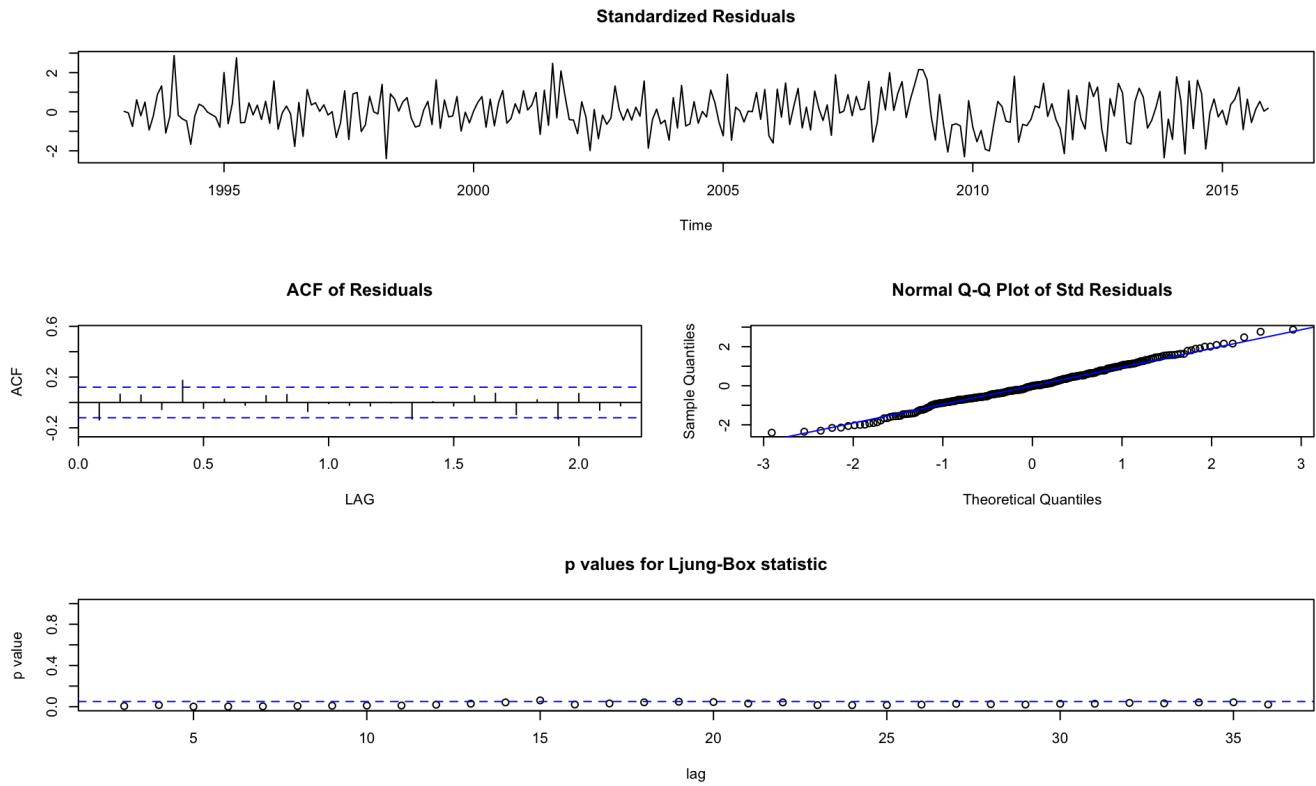 Standardized Residuals
2
0
-2
1995 2000 2005 2010 2015
Time
ACF of Residuals
ACF
0.6
0.2
-0.2
0.0 0.5 1.0 1.5 2.0
LAG
Normal Q-Q Plot of Std Residuals
Sample Quantiles
2
0
-2
-3 -2 -1 0 1 2 3
Theoretical Quantiles
p values for Ljung-Box statistic
p value
0.8
0.4
0.0
5 10 15 20 25 30 35
lag